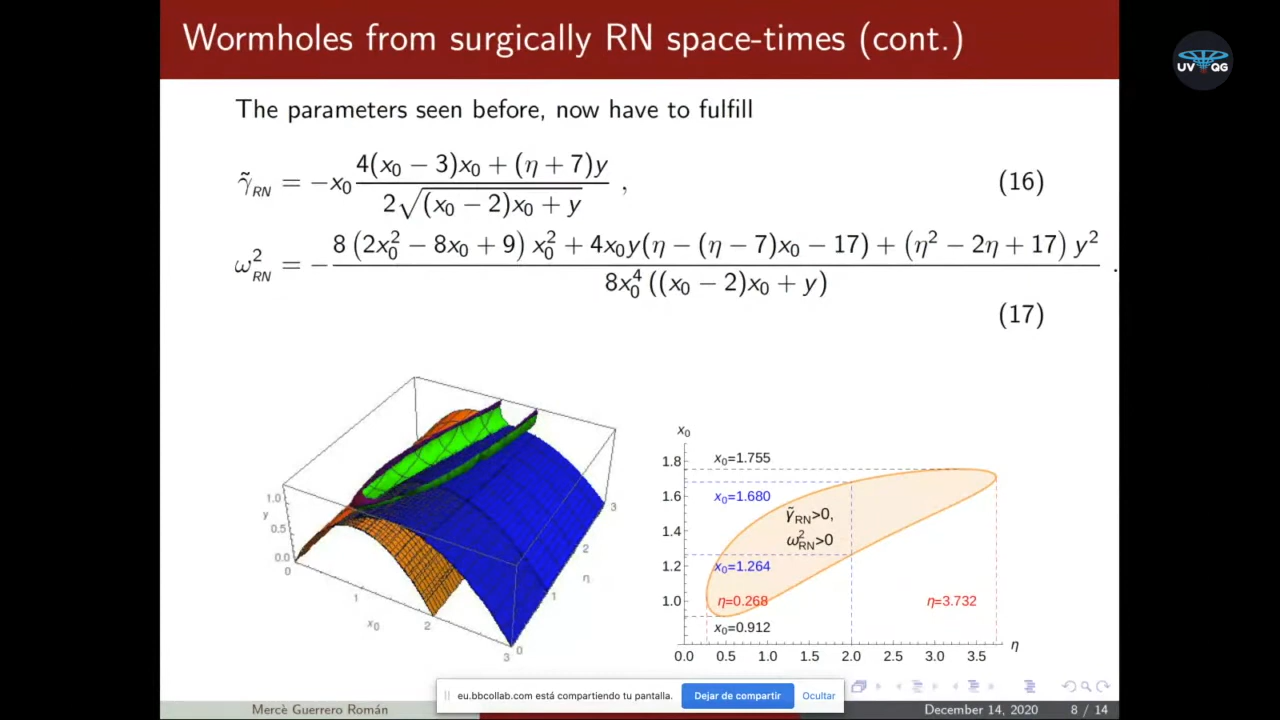 Wormholes from surgically RN space-times (cont.)
UV QG
The parameters seen before, now have to fulfill
γ̃_RN = −x₀ (4(x₀ − 3)x₀ + (η + 7)y) / (2√((x₀ − 2)x₀ + y)) , (16)
ω²_RN = − (8 (2x₀² − 8x₀ + 9) x₀² + 4x₀y(η − (η − 7)x₀ − 17) + (η² − 2η + 17) y²) / (8x₀⁴ ((x₀ − 2)x₀ + y)) .
(17)
1.0
y
0.5
0.0
0
1
x₀
2
3
0
1
η
2
3
x₀
1.8
1.6
1.4
1.2
1.0
x₀=1.755
x₀=1.680
γ̃_RN>0,
ω²_RN>0
x₀=1.264
η=0.268
η=3.732
x₀=0.912
η
0.0 0.5 1.0 1.5 2.0 2.5 3.0 3.5
eu.bbcollab.com está compartiendo tu pantalla. Dejar de compartir Ocultar
Mercè Guerrero Román December 14, 2020 8 / 14